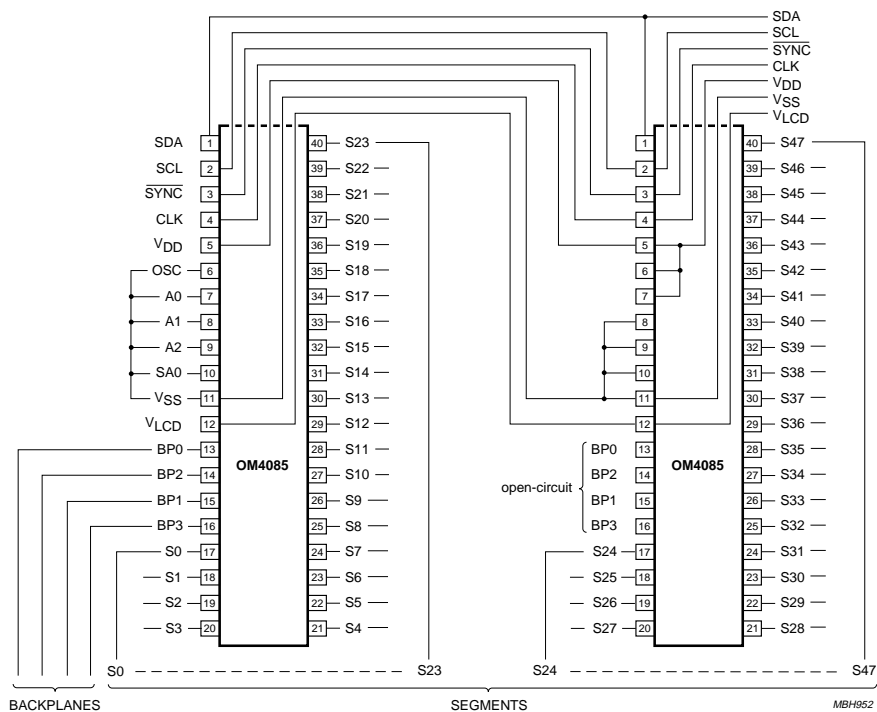 SDA
SCL
SYNC
CLK
VDD
VSS
VLCD
SDA 1 40 S23
SCL 2 39 S22
SYNC 3 38 S21
CLK 4 37 S20
VDD 5 36 S19
OSC 6 35 S18
A0 7 34 S17
A1 8 33 S16
A2 9 32 S15
SA0 10 31 S14
VSS 11 30 S13
VLCD 12 29 S12
BP0 13 28 S11
BP2 14 27 S10
BP1 15 26 S9
BP3 16 25 S8
S0 17 24 S7
S1 18 23 S6
S2 19 22 S5
S3 20 21 S4
OM4085
1 40 S47
2 39 S46
3 38 S45
4 37 S44
5 36 S43
6 35 S42
7 34 S41
8 33 S40
9 32 S39
10 31 S38
11 30 S37
12 29 S36
BP0 13 28 S35
BP2 14 27 S34
BP1 15 26 S33
BP3 16 25 S32
S24 17 24 S31
S25 18 23 S30
S26 19 22 S29
S27 20 21 S28
OM4085
open-circuit
S0 S23 S24 S47
BACKPLANES SEGMENTS MBH952